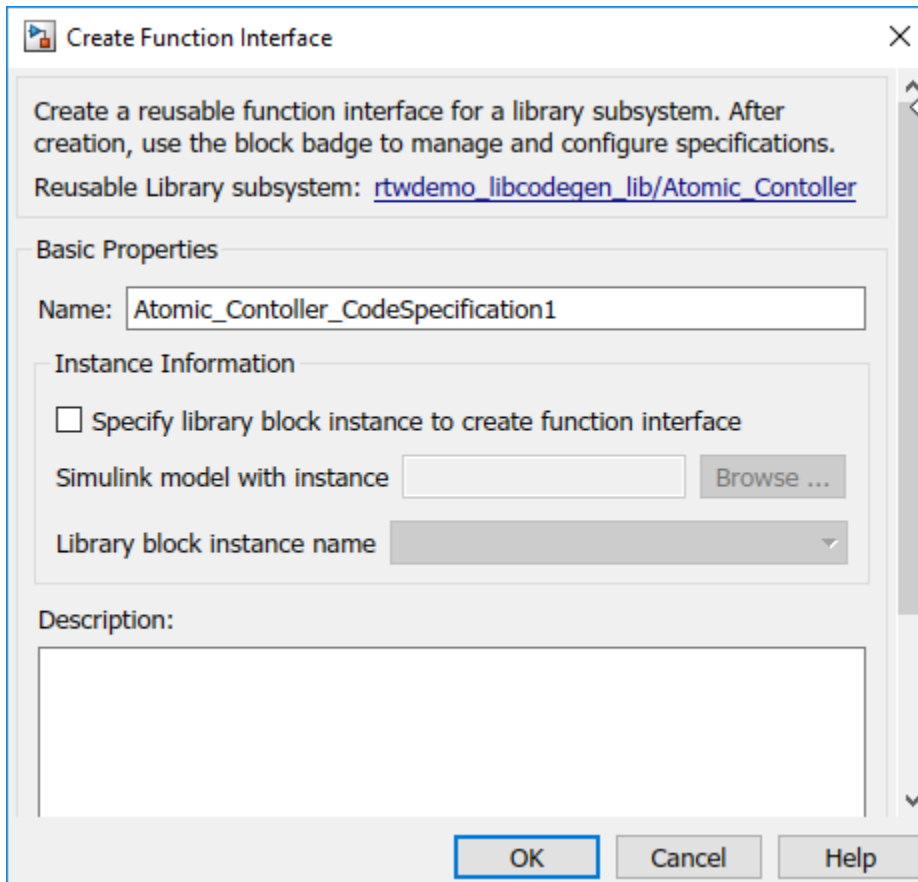 Create Function Interface
Create a reusable function interface for a library subsystem. After
creation, use the block badge to manage and configure specifications.
Reusable Library subsystem: rtwdemo_libcodegen_lib/Atomic_Contoller
Basic Properties
Name: Atomic_Contoller_CodeSpecification1
Instance Information
Specify library block instance to create function interface
Simulink model with instance Browse ...
Library block instance name
Description:
OK Cancel Help